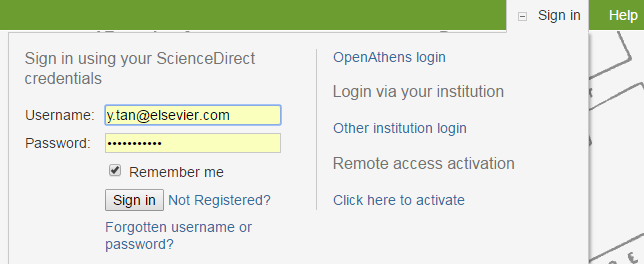 Sign in
Help
Sign in using your ScienceDirect
credentials
Username: y.tan@elsevier.com
Password: •••••••••••
Remember me
Sign in Not Registered?
Forgotten username or
password?
OpenAthens login
Login via your institution
Other institution login
Remote access activation
Click here to activate